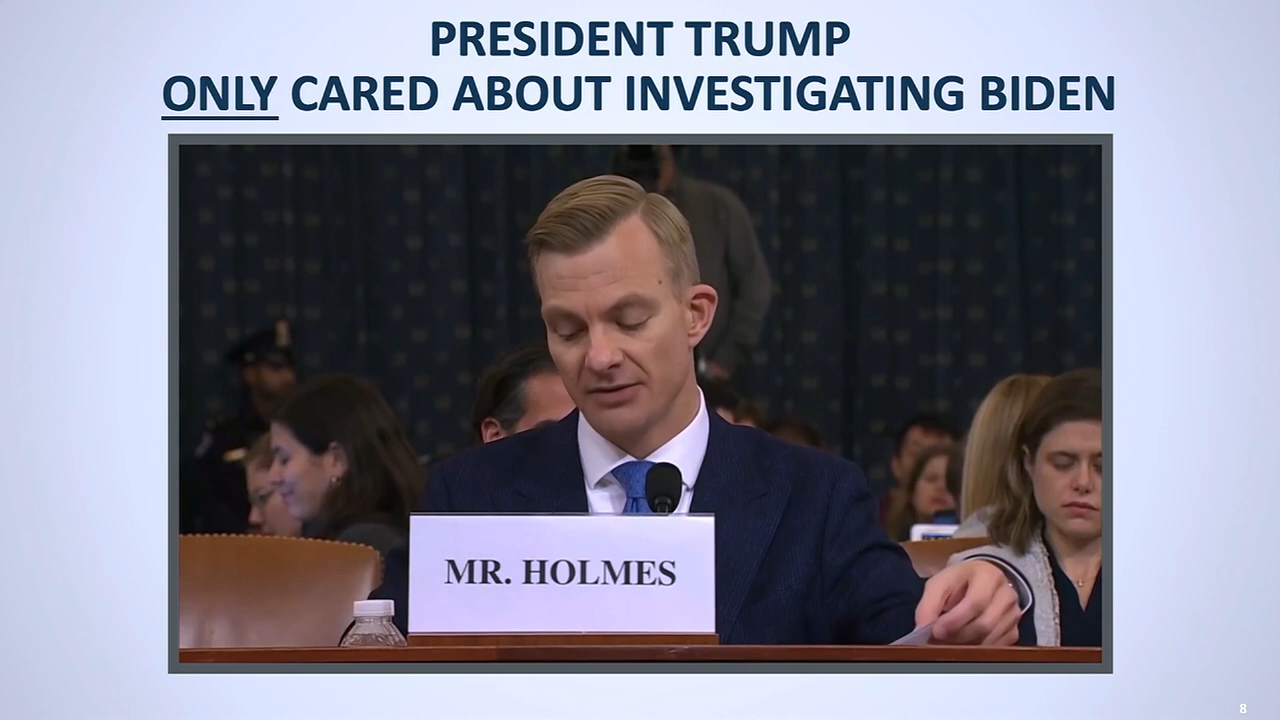 PRESIDENT TRUMP
ONLY CARED ABOUT INVESTIGATING BIDEN
MR. HOLMES
8